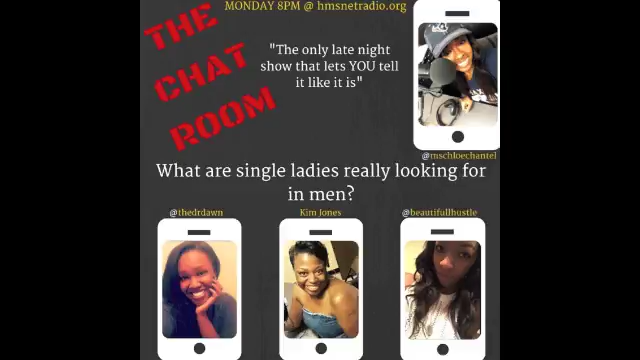 MONDAY 8PM @ hmsnetradio.org
THE
CHAT
ROOM
"The only late night
show that lets YOU tell
it like it is"
@mschloechantel
What are single ladies really looking for
in men?
@thedrdawn
Kim Jones
@beautifullhustle